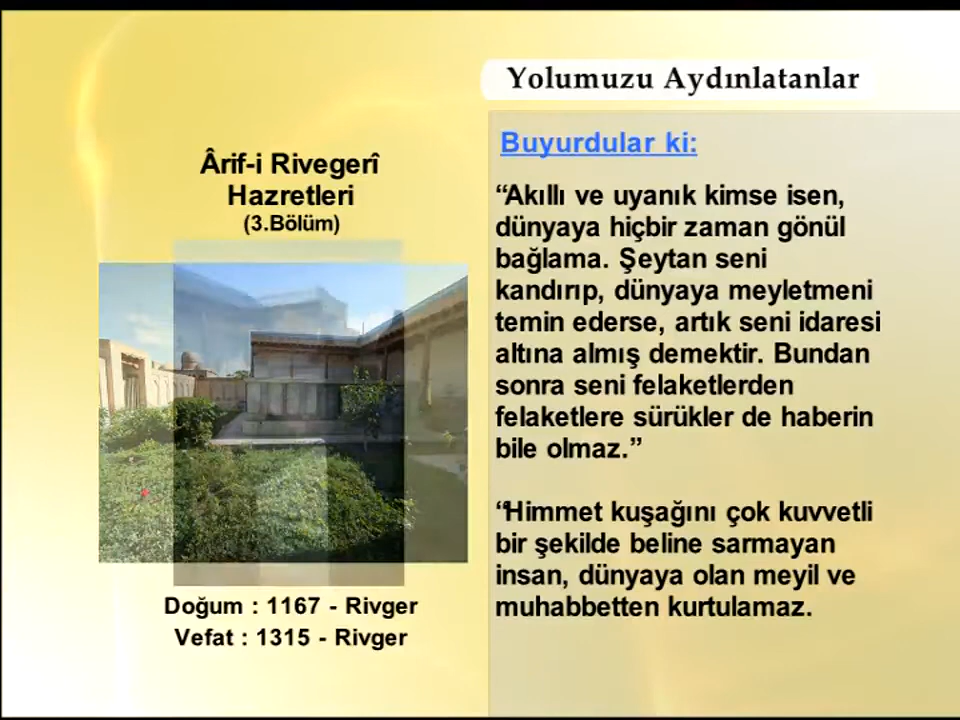 Yolumuzu Aydınlatanlar
Ârif-i Rivegerî
Hazretleri
(3.Bölüm)
Doğum : 1167 - Rivger
Vefat : 1315 - Rivger
Buyurdular ki:
“Akıllı ve uyanık kimse isen,
dünyaya hiçbir zaman gönül
bağlama. Şeytan seni
kandırıp, dünyaya meyletmeni
temin ederse, artık seni idaresi
altına almış demektir. Bundan
sonra seni felaketlerden
felaketlere sürükler de haberin
bile olmaz.”
“Himmet kuşağını çok kuvvetli
bir şekilde beline sarmayan
insan, dünyaya olan meyil ve
muhabbetten kurtulamaz.